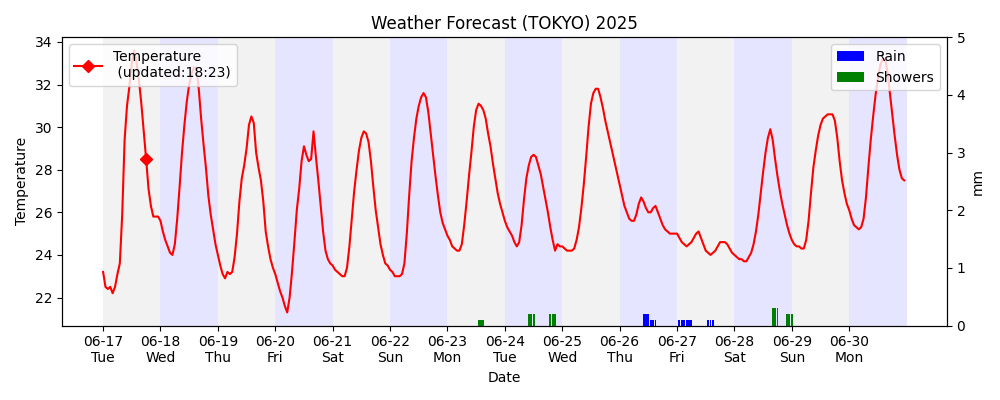 Weather Forecast (TOKYO) 2025
Temperature
(updated:18:23)
Rain
Showers
34
32
30
28
26
24
22
Temperature
5
4
3
2
1
0
mm
06-17 06-18 06-19 06-20 06-21 06-22 06-23 06-24 06-25 06-26 06-27 06-28 06-29 06-30
Tue Wed Thu Fri Sat Sun Mon Tue Wed Thu Fri Sat Sun Mon
Date